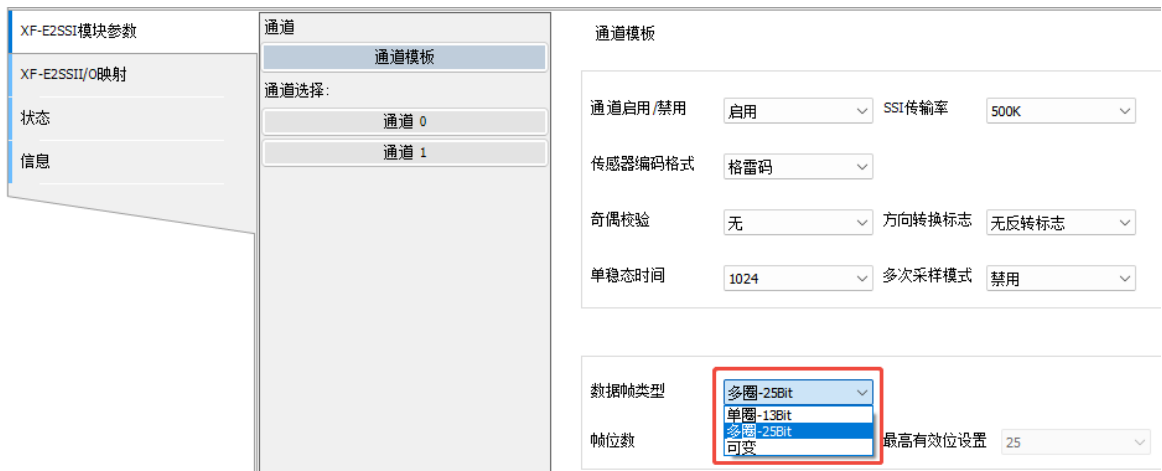 XF-E2SSI模块参数
XF-E2SSII/O映射
状态
信息
通道
通道模板
通道选择:
通道 0
通道 1
通道模板
通道启用/禁用 启用 SSI传输率 500K
传感器编码格式 格雷码
奇偶校验 无 方向转换标志 无反转标志
单稳态时间 1024 多次采样模式 禁用
数据帧类型 多圈-25Bit
单圈-13Bit
多圈-25Bit
可变
帧位数 最高有效位设置 25